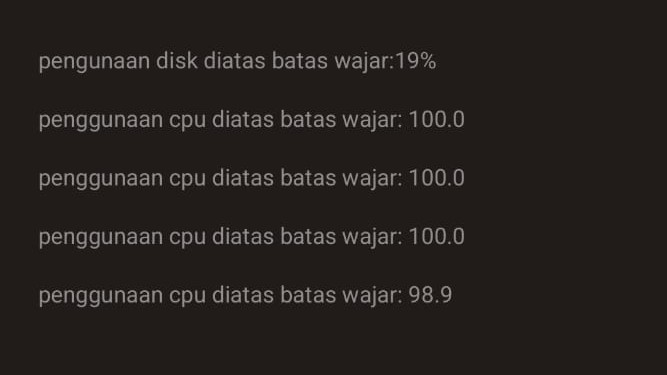 pengunaan disk diatas batas wajar:19%
penggunaan cpu diatas batas wajar: 100.0
penggunaan cpu diatas batas wajar: 100.0
penggunaan cpu diatas batas wajar: 100.0
penggunaan cpu diatas batas wajar: 98.9